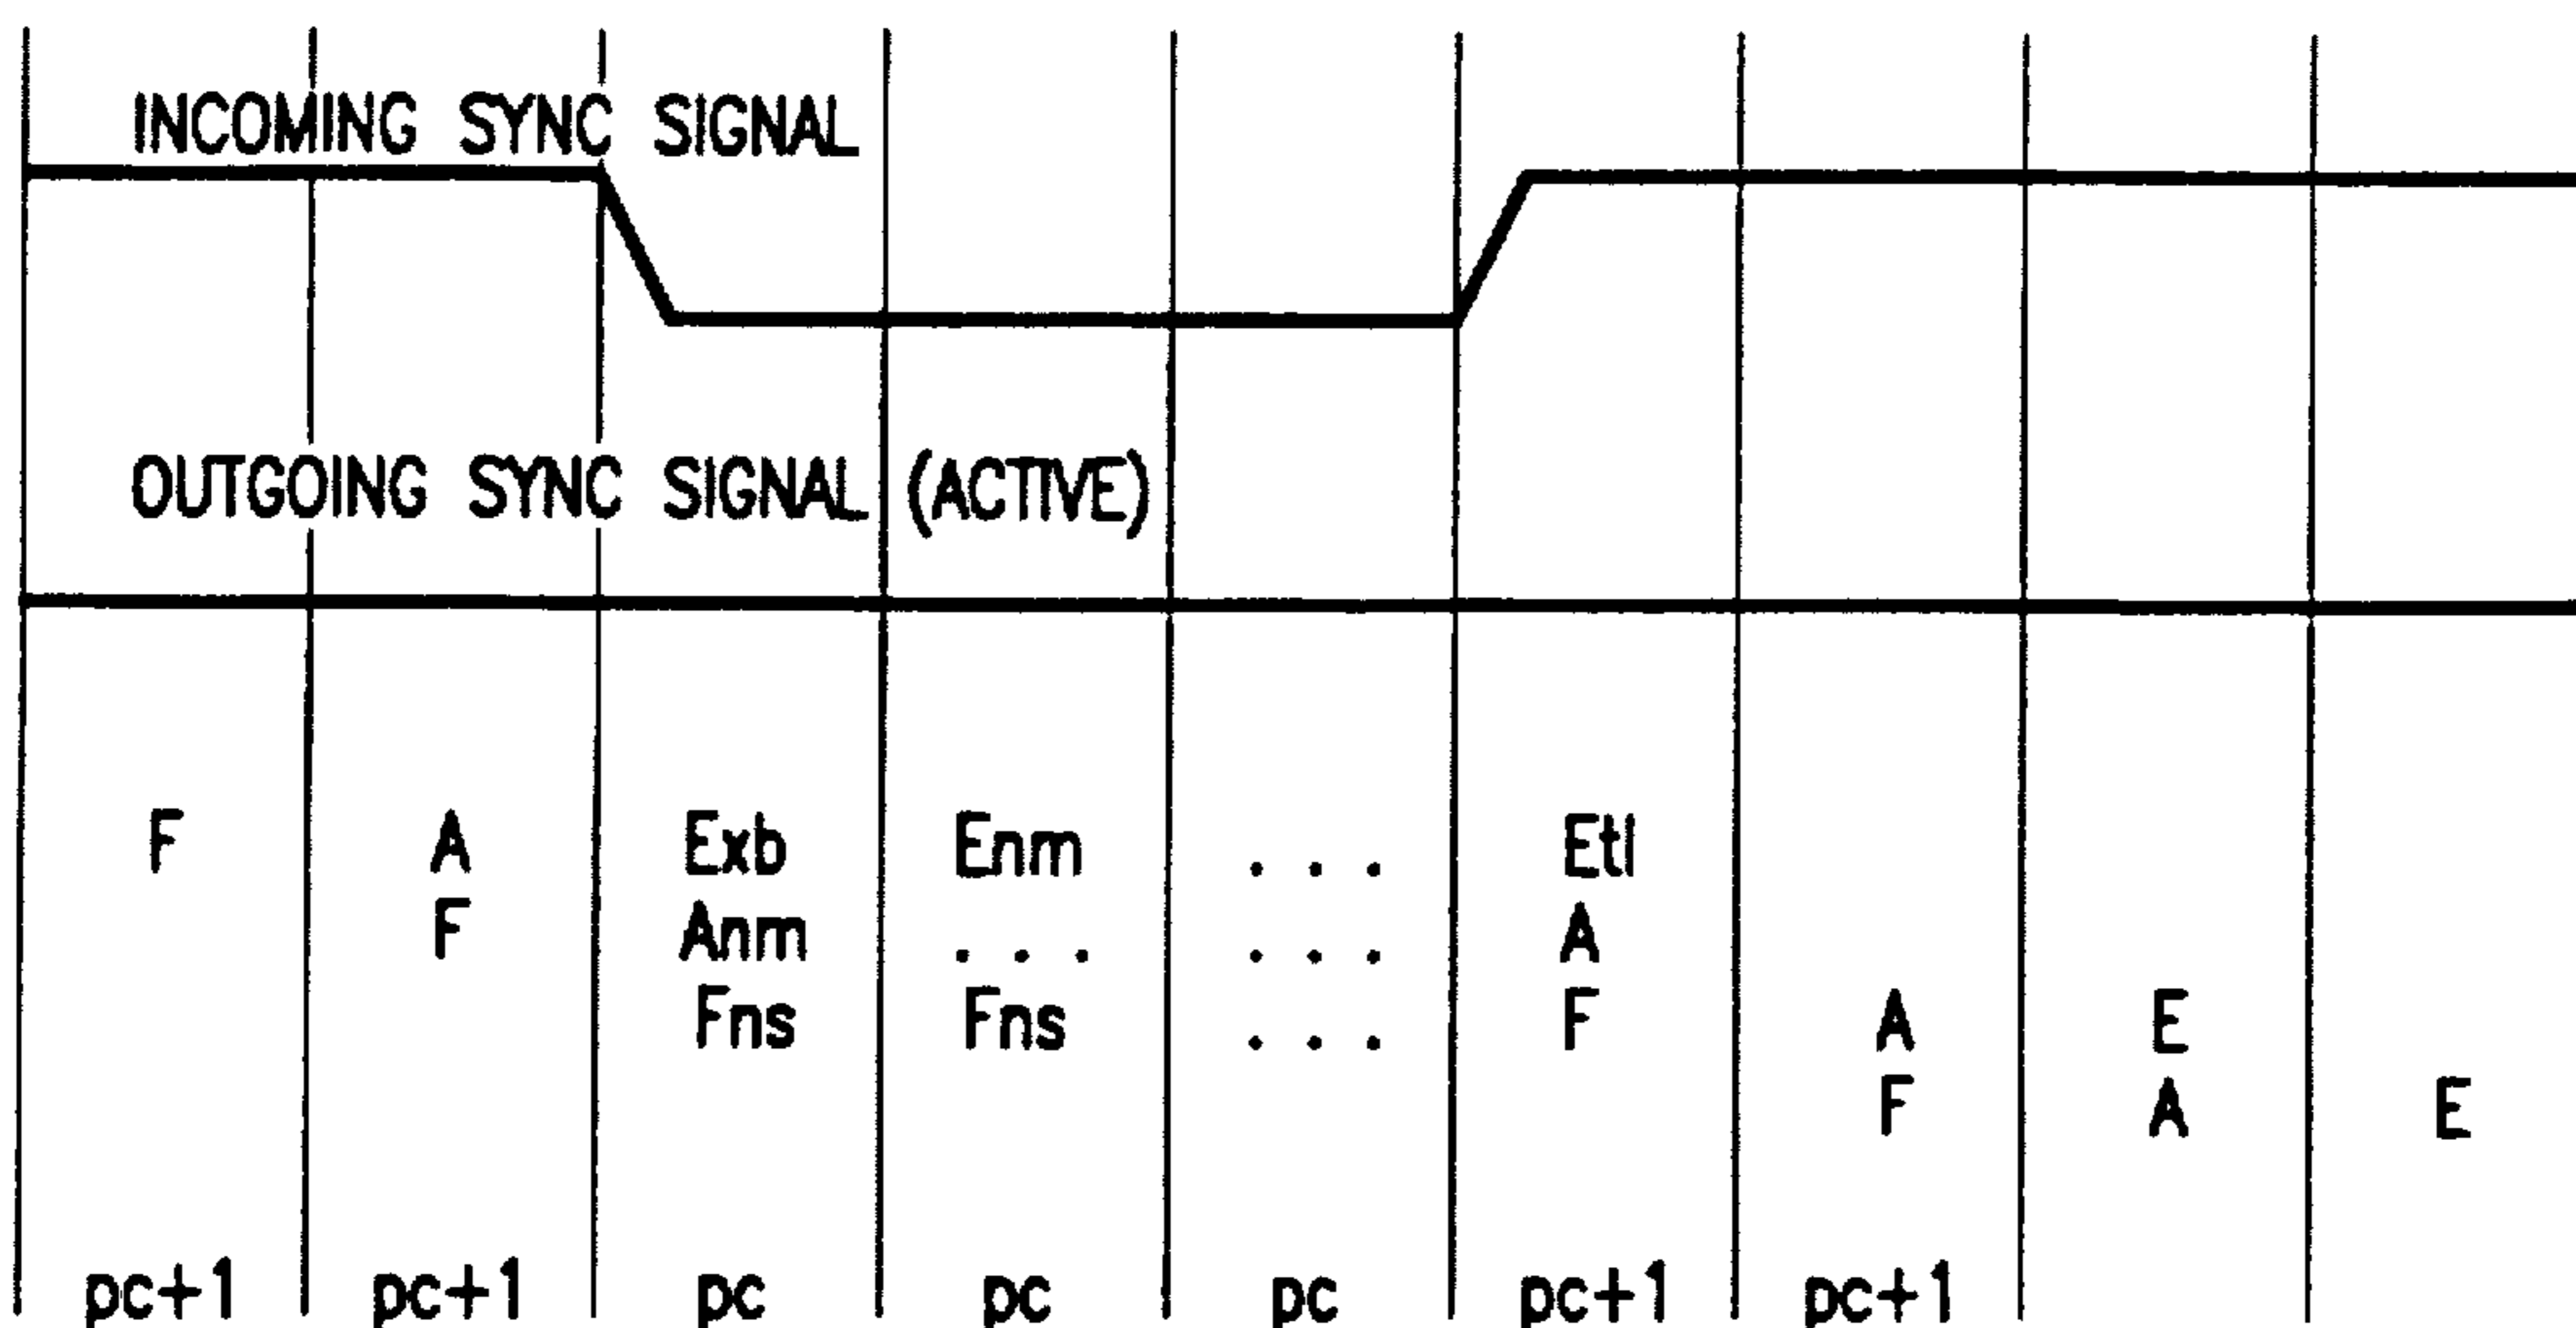 INCOMING SYNC SIGNAL
OUTGOING SYNC SIGNAL (ACTIVE)
F A Exb Enm . . . Etl
F Anm . . . . . . A
Fns Fns . . . F A E
F A E
pc+1 pc+1 pc pc pc pc+1 pc+1